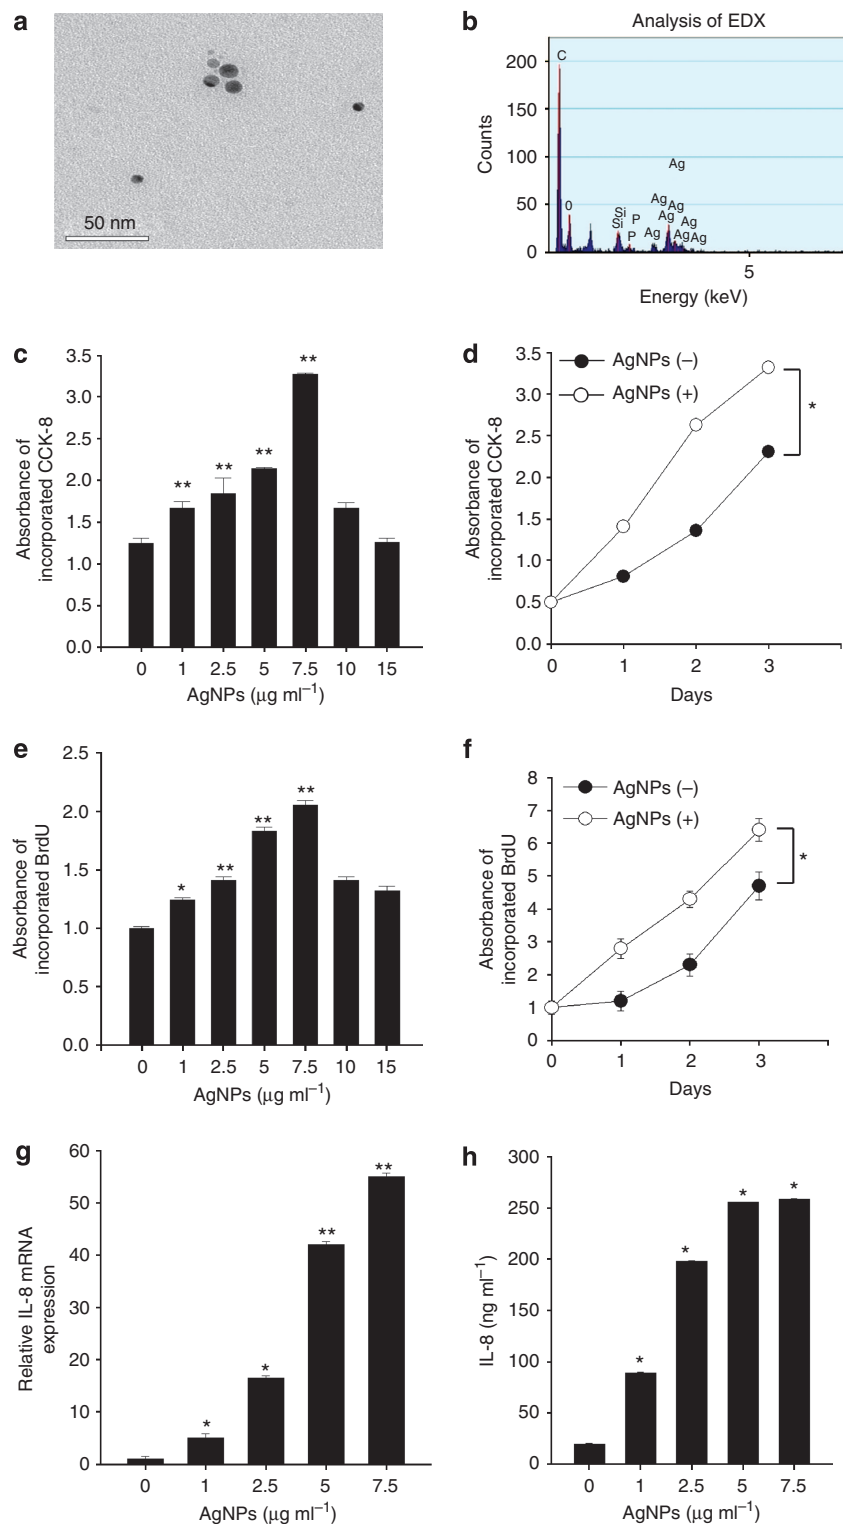 a
50 nm
b
Analysis of EDX
Counts
200
150
100
50
0
C
0
Si
Si
P
P
Ag
Ag
Ag
Ag
Ag
Ag
Ag
Ag
5
Energy (keV)
c
Absorbance of
incorporated CCK-8
3.5
3.0
2.5
2.0
1.5
1.0
0.5
0.0
** ** ** ** **
0 1 2.5 5 7.5 10 15
AgNPs (μg ml⁻¹)
d
Absorbance of
incorporated CCK-8
3.5
3.0
2.5
2.0
1.5
1.0
0.5
0.0
AgNPs (–)
AgNPs (+)
*
0 1 2 3
Days
e
Absorbance of
incorporated BrdU
2.5
2.0
1.5
1.0
0.5
0.0
* ** ** **
0 1 2.5 5 7.5 10 15
AgNPs (μg ml⁻¹)
f
Absorbance of
incorporated BrdU
8
7
6
5
4
3
2
1
0
AgNPs (–)
AgNPs (+)
*
0 1 2 3
Days
g
Relative IL-8 mRNA
expression
60
50
40
30
20
10
0
* * ** **
0 1 2.5 5 7.5
AgNPs (μg ml⁻¹)
h
IL-8 (ng ml⁻¹)
300
250
200
150
100
50
0
* * * *
0 1 2.5 5 7.5
AgNPs (μg ml⁻¹)